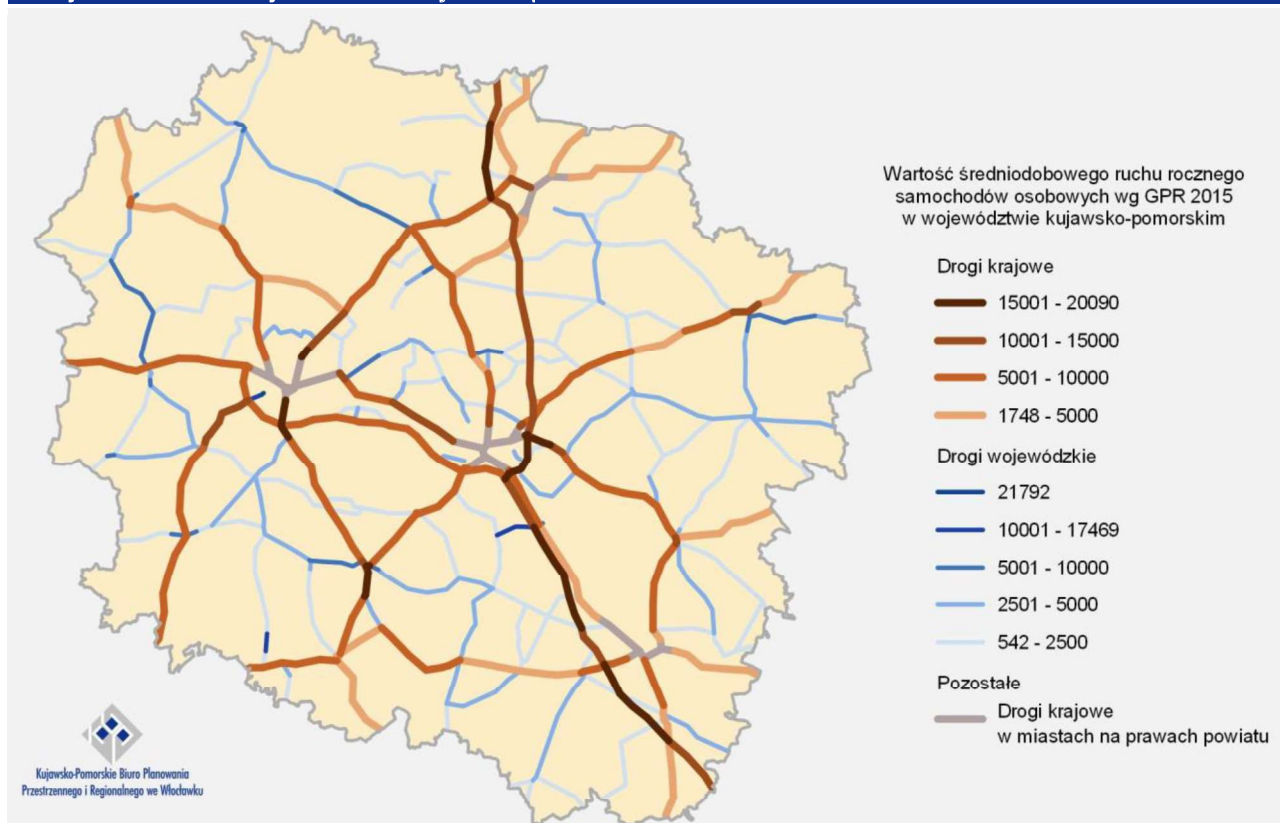 Wartość średniodobowego ruchu rocznego
samochodów osobowych wg GPR 2015
w województwie kujawsko-pomorskim
Drogi krajowe
15001 - 20090
10001 - 15000
5001 - 10000
1748 - 5000
Drogi wojewódzkie
21792
10001 - 17469
5001 - 10000
2501 - 5000
542 - 2500
Pozostałe
Drogi krajowe
w miastach na prawach powiatu
Kujawsko-Pomorskie Biuro Planowania
Przestrzennego i Regionalnego we Włocławku